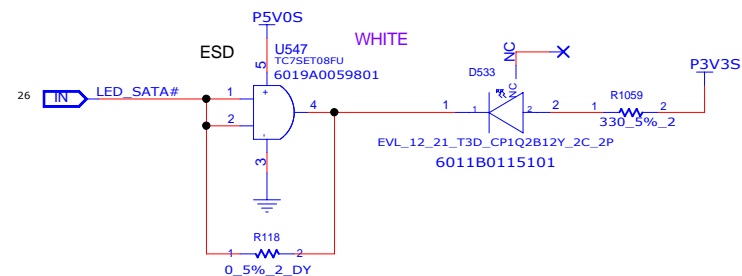 P5V0S
ESD
U547
WHITE
TC7SET08FU
6019A0059801
5
NC
D533
P3V3S
26
IN
LED_SATA#
1
+
4
1
1
NC
2
2
1
R1059
2
2
-
330_5%_2
3
EVL_12_21_T3D_CP1Q2B12Y_2C_2P
6011B0115101
R118
1
2
0_5%_2_DY